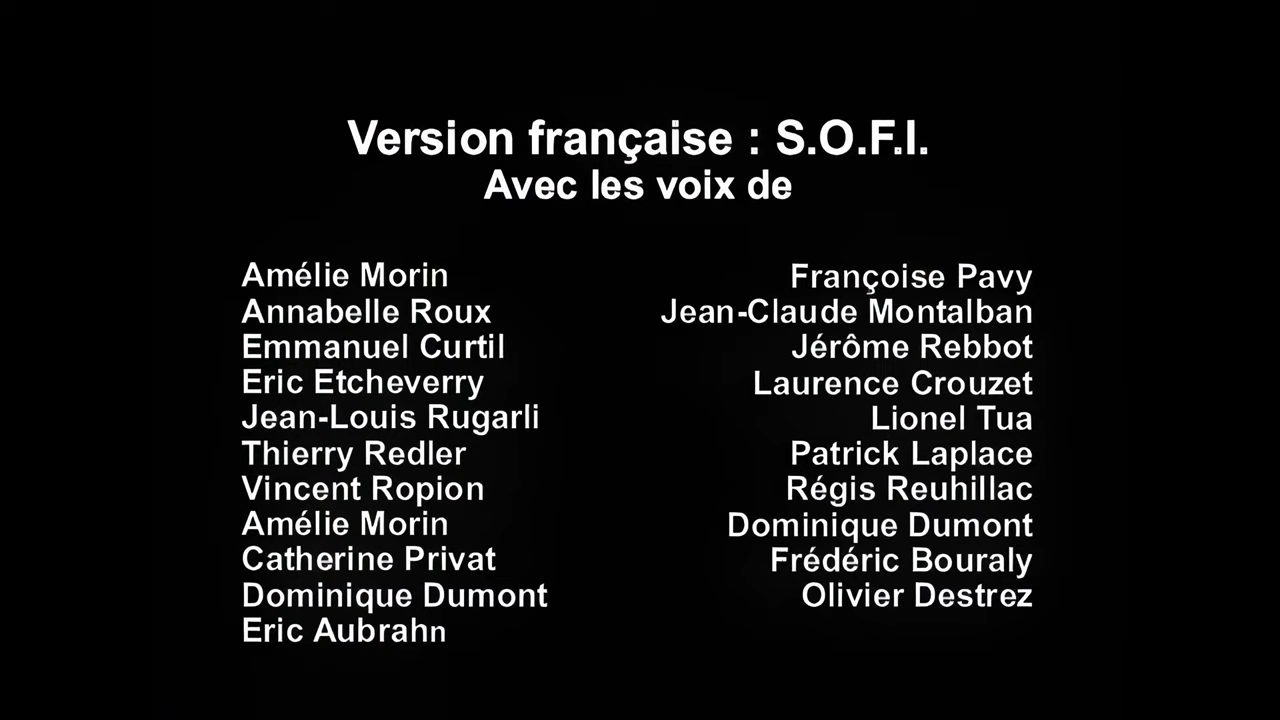 Version française : S.O.F.I.
Avec les voix de
Amélie Morin
Annabelle Roux
Emmanuel Curtil
Eric Etcheverry
Jean-Louis Rugarli
Thierry Redler
Vincent Ropion
Amélie Morin
Catherine Privat
Dominique Dumont
Eric Aubrahn
Françoise Pavy
Jean-Claude Montalban
Jérôme Rebbot
Laurence Crouzet
Lionel Tua
Patrick Laplace
Régis Reuhillac
Dominique Dumont
Frédéric Bouraly
Olivier Destrez